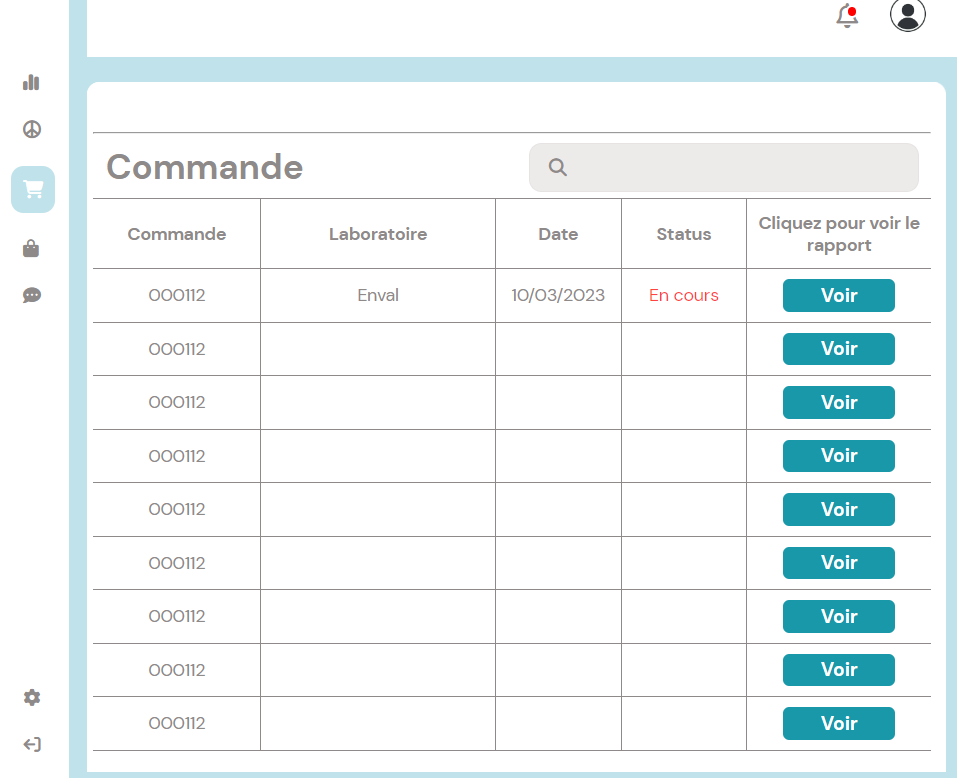 Commande
Commande Laboratoire Date Status Cliquez pour voir le rapport
000112 Enval 10/03/2023 En cours Voir
000112 Voir
000112 Voir
000112 Voir
000112 Voir
000112 Voir
000112 Voir
000112 Voir
000112 Voir